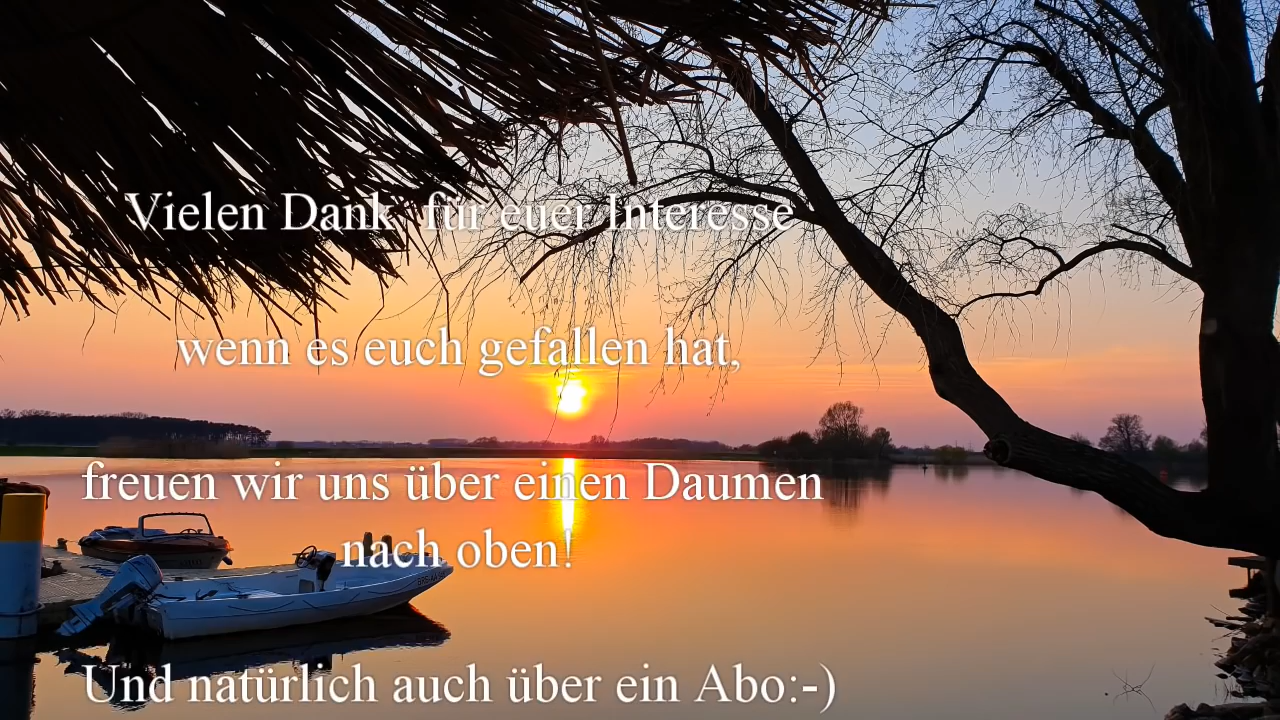 Vielen Dank  für euer Interesse
wenn es euch gefallen hat,
freuen wir uns über einen Daumen
nach oben!
Und natürlich auch über ein Abo:-)